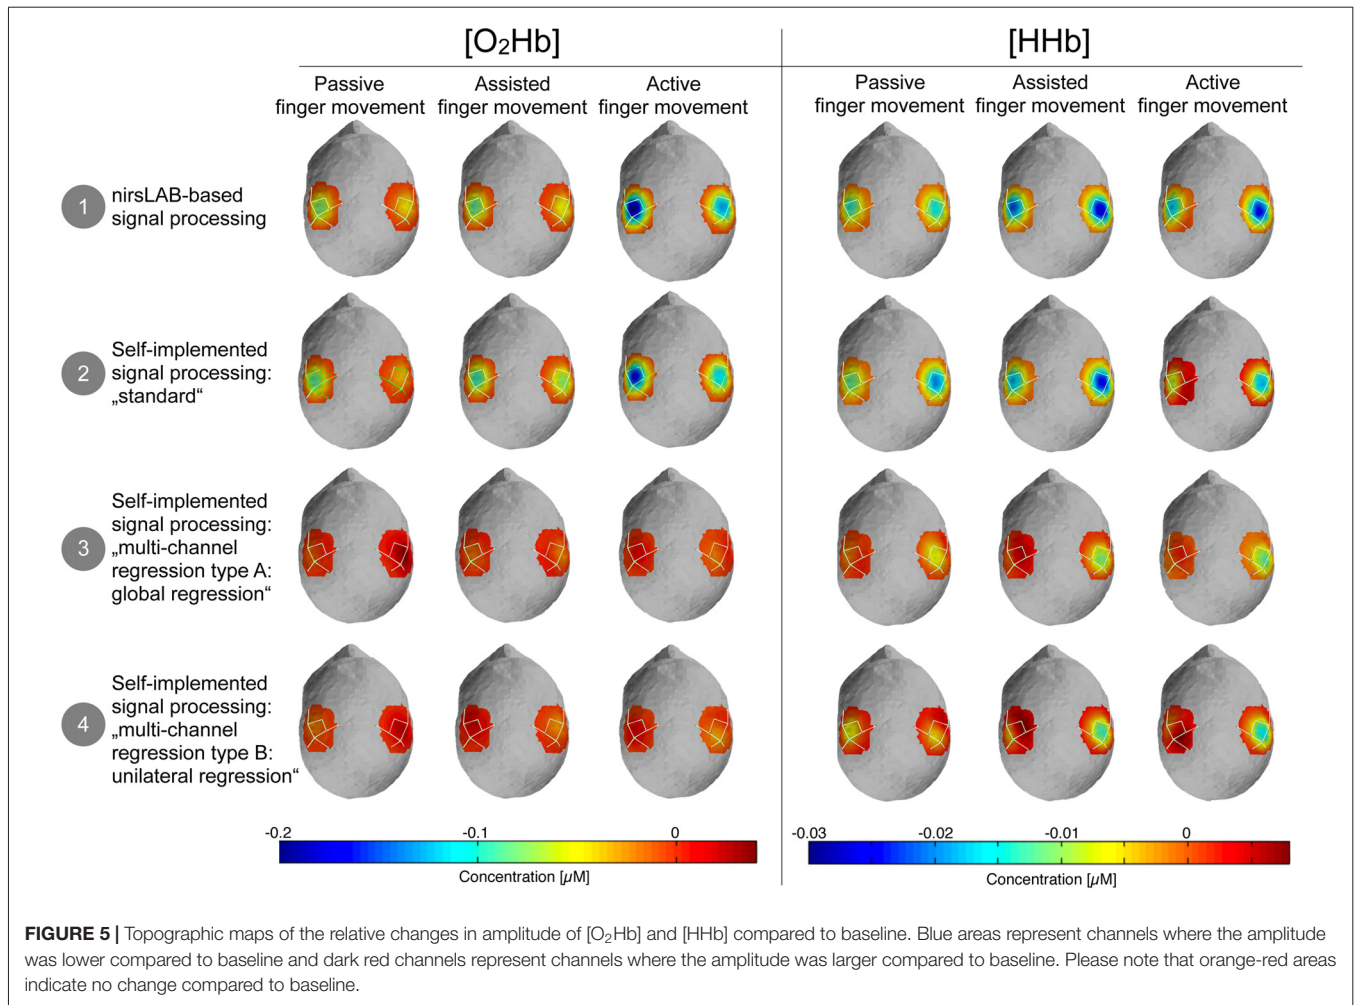 [O₂Hb] [HHb]
Passive finger movement
Assisted finger movement
Active finger movement
Passive finger movement
Assisted finger movement
Active finger movement
1
nirsLAB-based
signal processing
2
Self-implemented
signal processing:
„standard“
3
Self-implemented
signal processing:
„multi-channel
regression type A:
global regression“
4
Self-implemented
signal processing:
„multi-channel
regression type B:
unilateral regression“
-0.2 -0.1 0
Concentration [µM]
-0.03 -0.02 -0.01 0
Concentration [µM]
FIGURE 5 | Topographic maps of the relative changes in amplitude of [O₂Hb] and [HHb] compared to baseline. Blue areas represent channels where the amplitude
was lower compared to baseline and dark red channels represent channels where the amplitude was larger compared to baseline. Please note that orange-red areas
indicate no change compared to baseline.